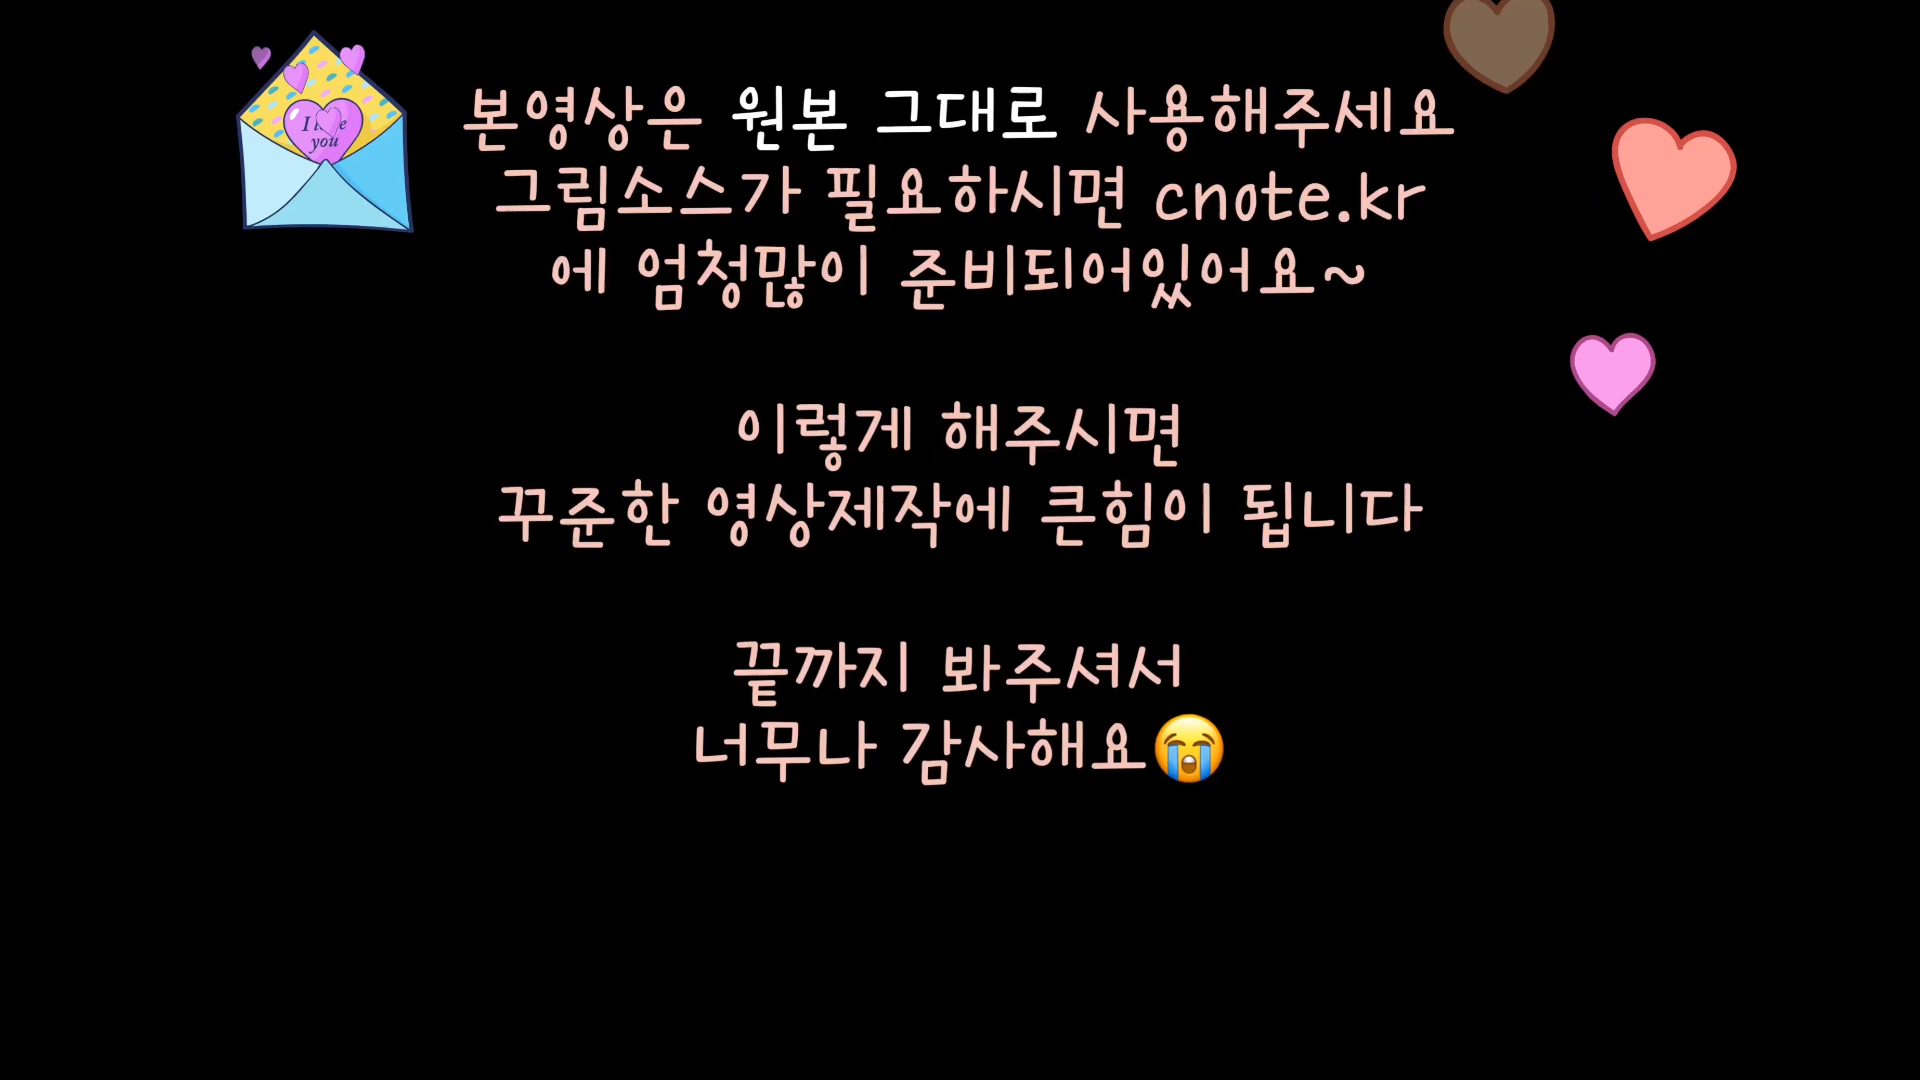 I love
you
본영상은 원본 그대로 사용해주세요
그림소스가 필요하시면 cnote.kr
에 엄청많이 준비되어있어요~
이렇게 해주시면
꾸준한 영상제작에 큰힘이 됩니다
끝까지 봐주셔서
너무나 감사해요😭